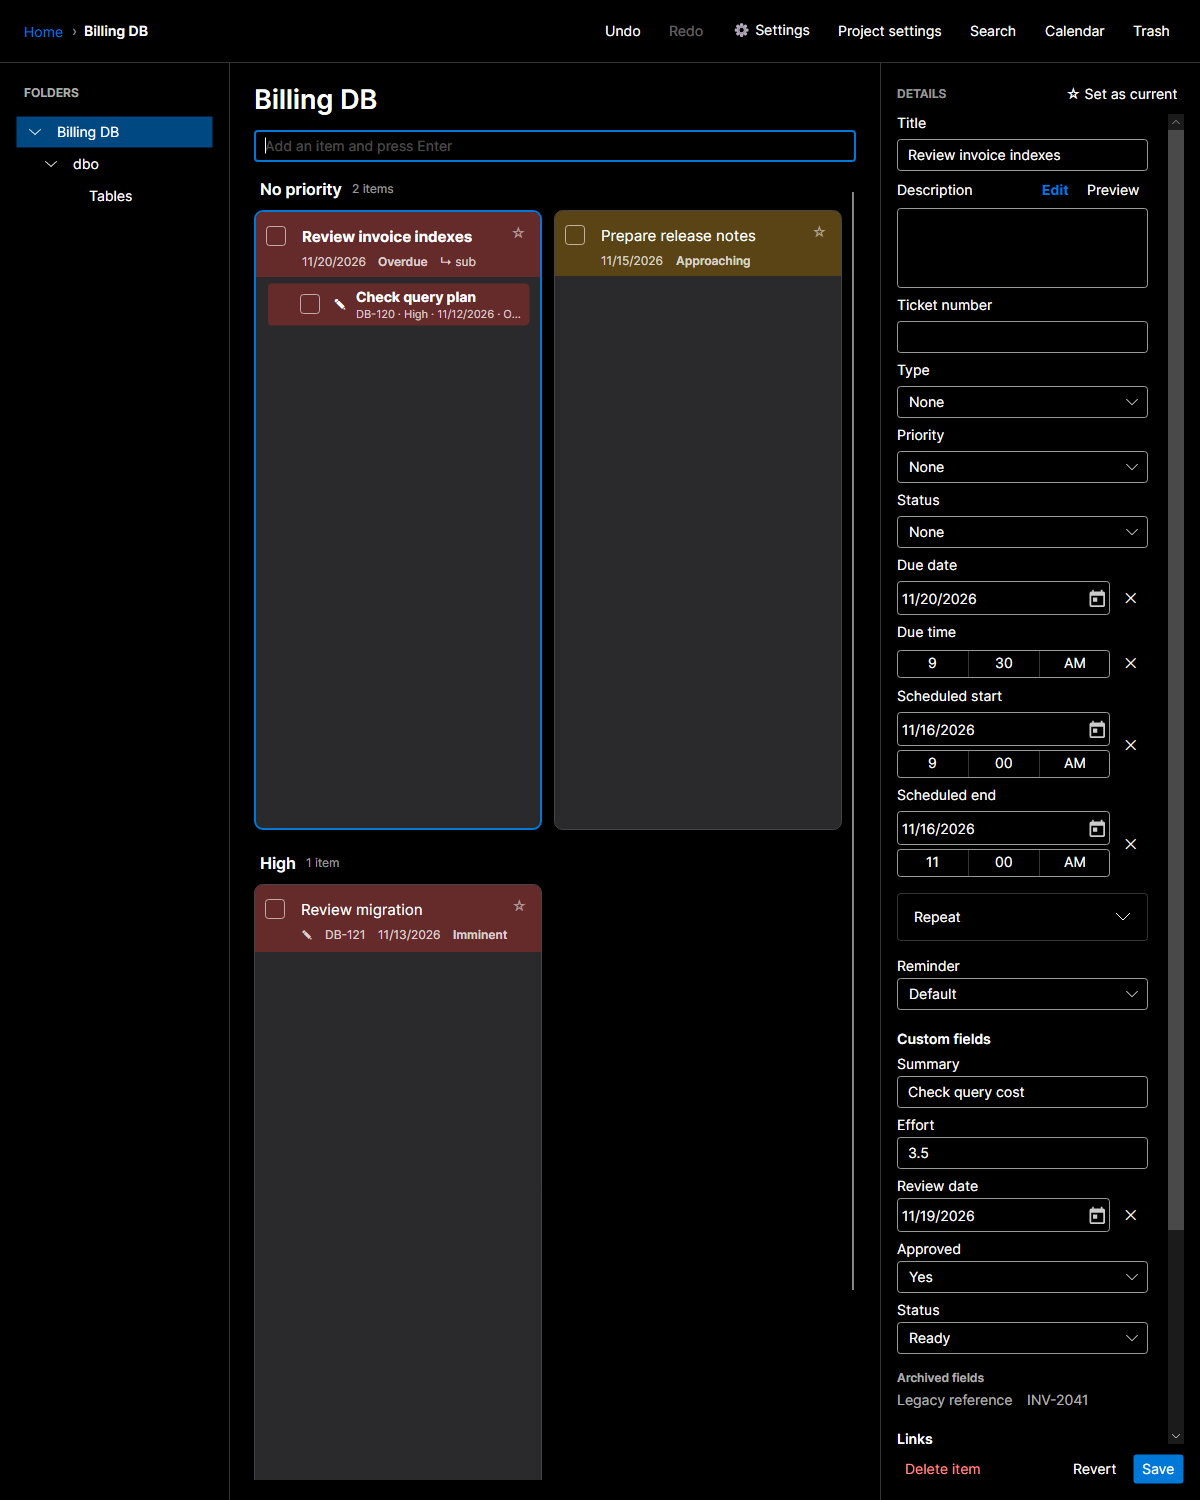 Home › Billing DB
Undo
Redo
Settings
Project settings
Search
Calendar
Trash
FOLDERS
Billing DB
dbo
Tables
Billing DB
Add an item and press Enter
No priority 2 items
Review invoice indexes
11/20/2026 Overdue ↳ sub
Check query plan
DB-120 · High · 11/12/2026 · O...
Prepare release notes
11/15/2026 Approaching
High 1 item
Review migration
DB-121 11/13/2026 Imminent
DETAILS
☆ Set as current
Title
Review invoice indexes
Description Edit Preview
Ticket number
Type
None
Priority
None
Status
None
Due date
11/20/2026
Due time
9 30 AM
Scheduled start
11/16/2026
9 00 AM
Scheduled end
11/16/2026
11 00 AM
Repeat
Reminder
Default
Custom fields
Summary
Check query cost
Effort
3.5
Review date
11/19/2026
Approved
Yes
Status
Ready
Archived fields
Legacy reference INV-2041
Links
Delete item
Revert
Save